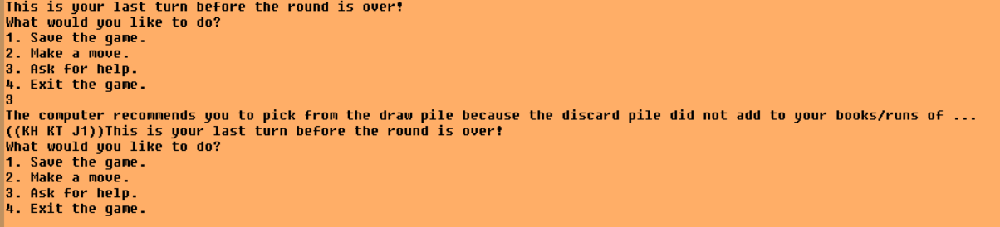 This is your last turn before the round is over!
What would you like to do?
1. Save the game.
2. Make a move.
3. Ask for help.
4. Exit the game.
3
The computer recommends you to pick from the draw pile because the discard pile did not add to your books/runs of ...
((KH KT J1))This is your last turn before the round is over!
What would you like to do?
1. Save the game.
2. Make a move.
3. Ask for help.
4. Exit the game.